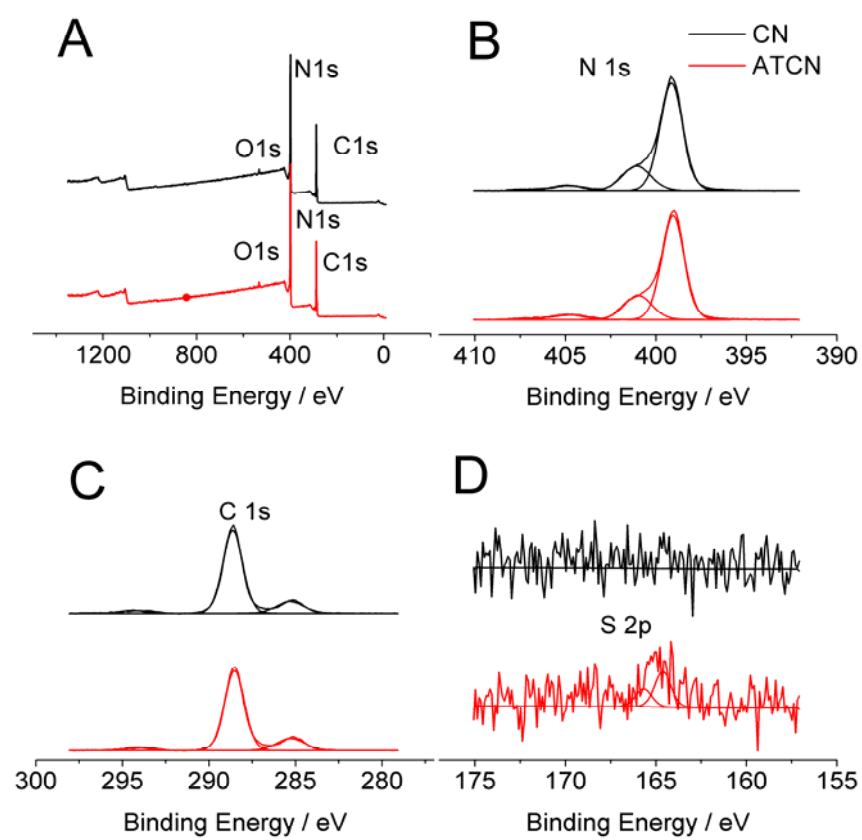 A
N1s
O1s
C1s
N1s
O1s
C1s
1200 800 400 0
Binding Energy / eV
B
CN
ATCN
N 1s
410 405 400 395 390
Binding Energy / eV
C
C 1s
300 295 290 285 280
Binding Energy / eV
D
S 2p
175 170 165 160 155
Binding Energy / eV